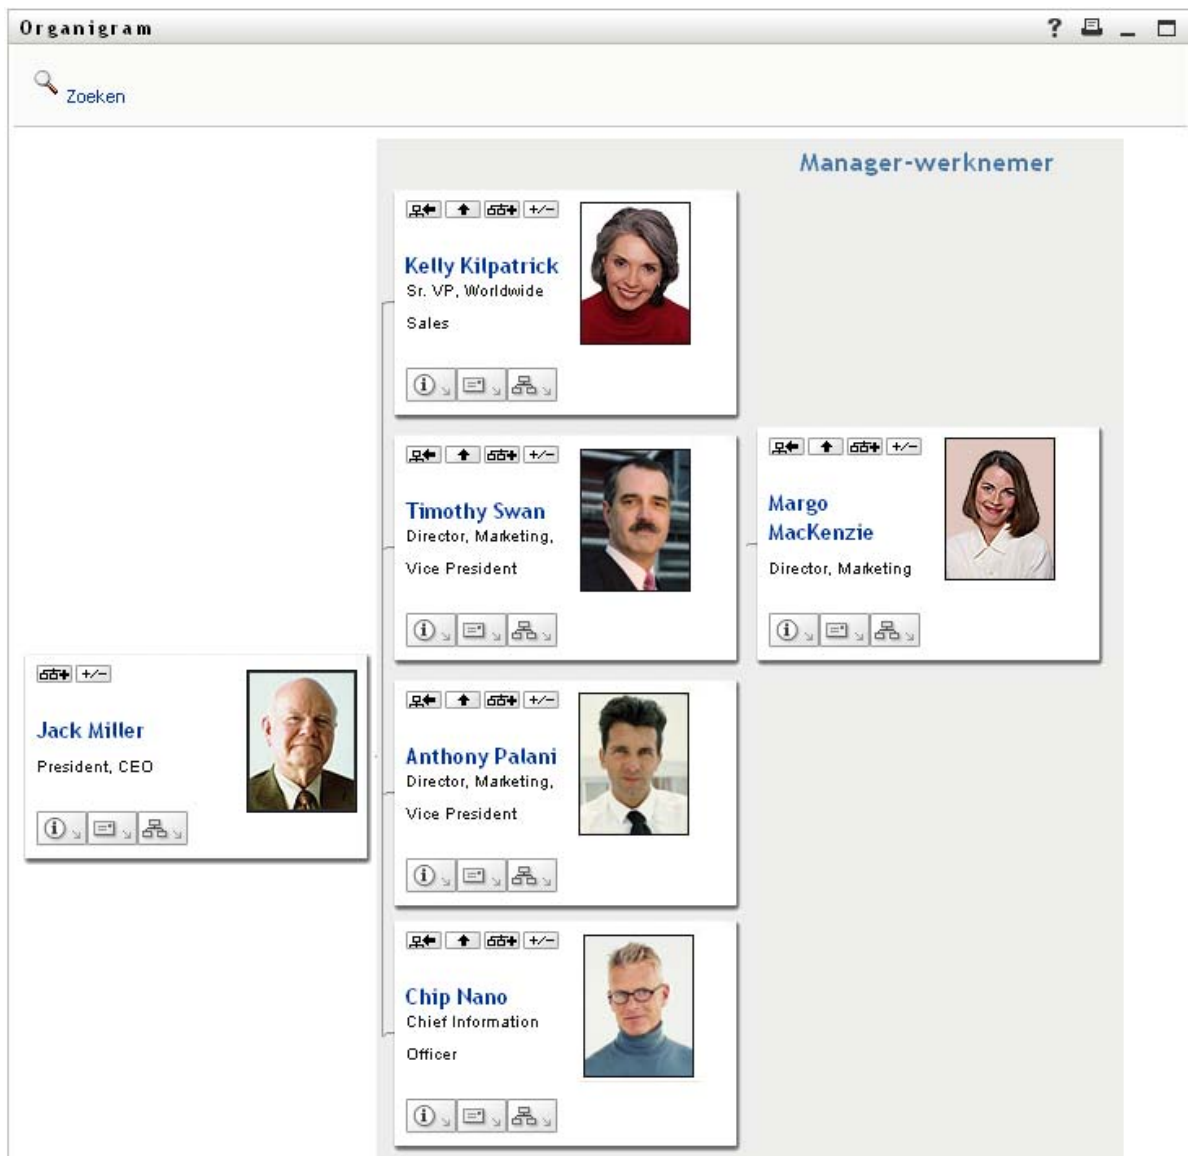 Organigram
?
Zoeken
Manager-werknemer
+/-
Kelly Kilpatrick
Sr. VP, Worldwide
Sales
+/-
Timothy Swan
Director, Marketing,
Vice President
+/-
Margo
MacKenzie
Director, Marketing
+/-
Jack Miller
President, CEO
+/-
Anthony Palani
Director, Marketing,
Vice President
+/-
Chip Nano
Chief Information
Officer